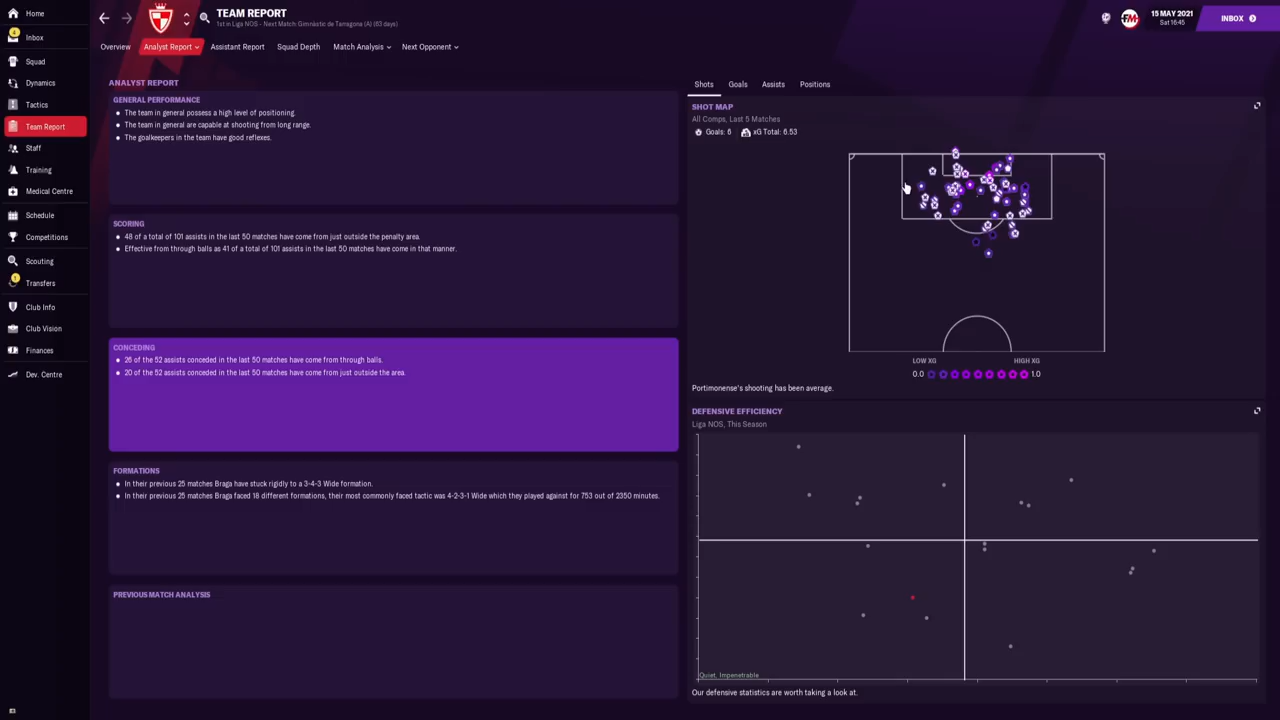 Home
TEAM REPORT
1st in Liga NOS - Next Match: Gimnàstic de Tarragona (A) (63 days)
15 MAY 2021
Sat 16:45
INBOX
Inbox
Overview
Analyst Report
Assistant Report
Squad Depth
Match Analysis
Next Opponent
Squad
Dynamics
Tactics
Team Report
Staff
Training
Medical Centre
Schedule
Competitions
Scouting
Transfers
Club Info
Club Vision
Finances
Dev. Centre
ANALYST REPORT
GENERAL PERFORMANCE
The team in general possess a high level of positioning.
The team in general are capable at shooting from long range.
The goalkeepers in the team have good reflexes.
SCORING
48 of a total of 101 assists in the last 50 matches have come from just outside the penalty area.
Effective from through balls as 41 of a total of 101 assists in the last 50 matches have come in that manner.
CONCEDING
26 of the 52 assists conceded in the last 50 matches have come from through balls.
20 of the 52 assists conceded in the last 50 matches have come from just outside the area.
FORMATIONS
In their previous 25 matches Braga have stuck rigidly to a 3-4-3 Wide formation.
In their previous 25 matches Braga faced 18 different formations, their most commonly faced tactic was 4-2-3-1 Wide which they played against for 753 out of 2350 minutes.
PREVIOUS MATCH ANALYSIS
Shots
Goals
Assists
Positions
SHOT MAP
All Comps, Last 5 Matches
Goals: 6
xG Total: 6.53
LOW XG
HIGH XG
0.0
1.0
Portimonense's shooting has been average.
DEFENSIVE EFFICIENCY
Liga NOS, This Season
Quiet, Impenetrable
Our defensive statistics are worth taking a look at.